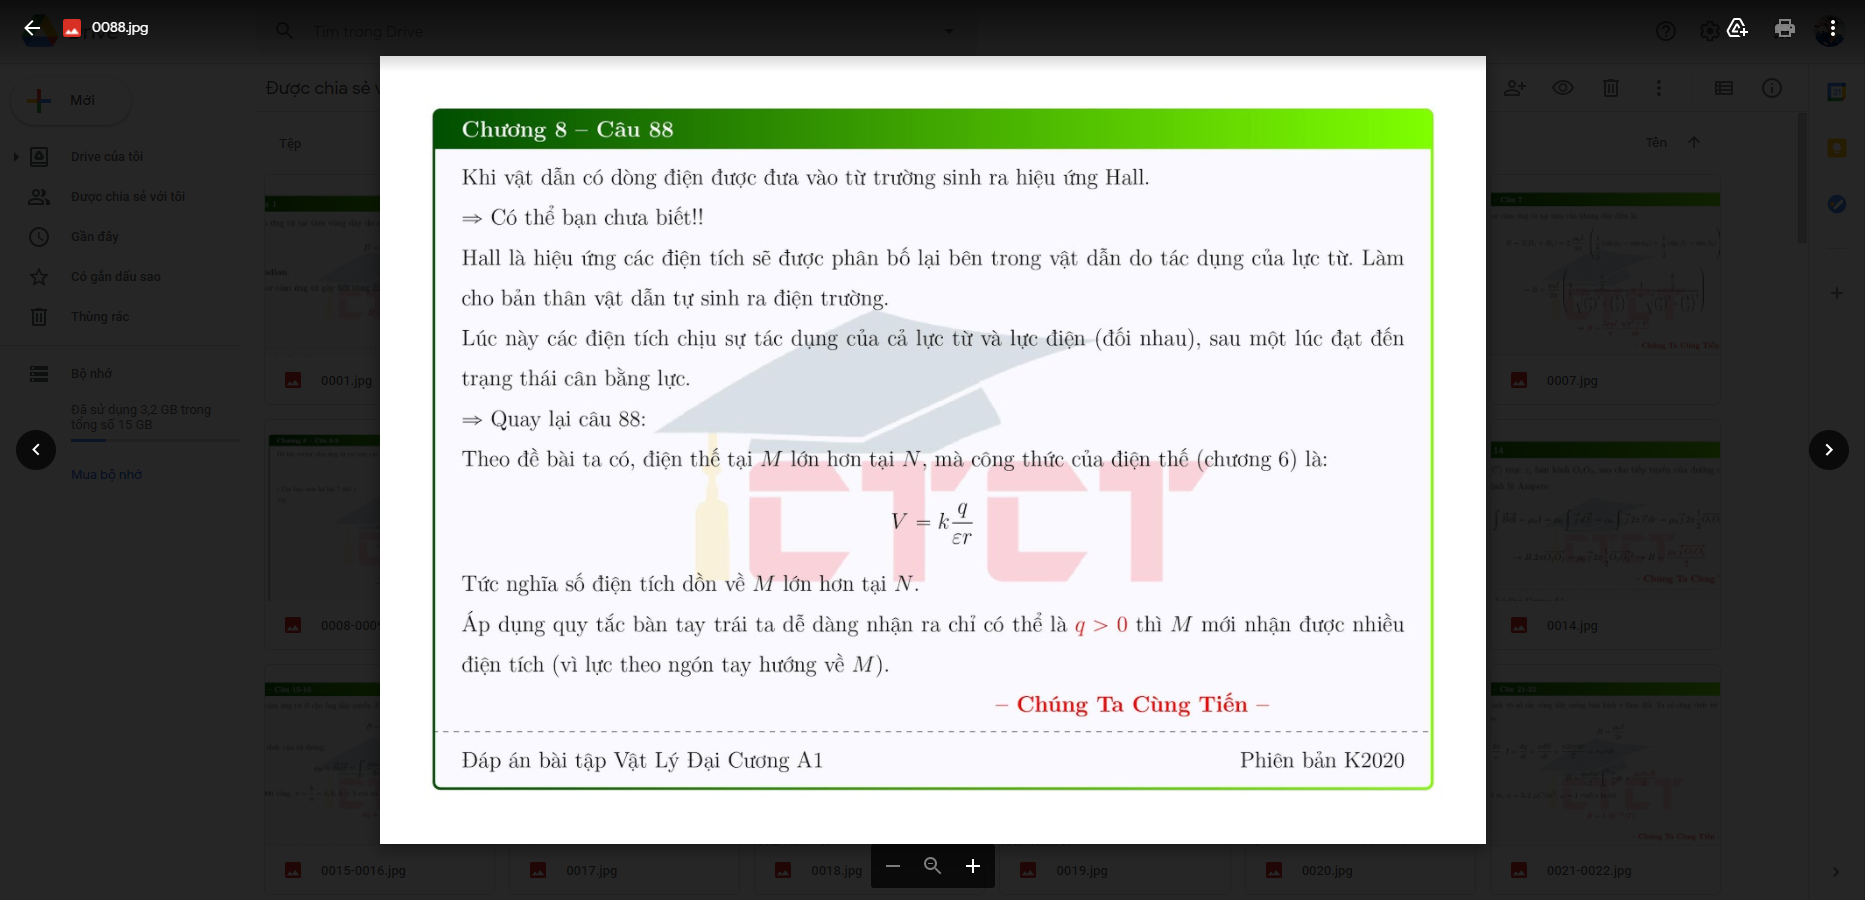 0088.jpg
Tìm trong Drive
Mới
Được chia sẻ v
Tệp
Tên
Drive của tôi
Được chia sẻ với tôi
Gần đây
Có gắn dấu sao
Thùng rác
Bộ nhớ
Đã sử dụng 3,2 GB trong
tổng số 15 GB
Mua bộ nhớ
Chương 8 – Câu 88
Khi vật dẫn có dòng điện được đưa vào từ trường sinh ra hiệu ứng Hall.
⇒ Có thể bạn chưa biết!!
Hall là hiệu ứng các điện tích sẽ được phân bố lại bên trong vật dẫn do tác dụng của lực từ. Làm
cho bản thân vật dẫn tự sinh ra điện trường.
Lúc này các điện tích chịu sự tác dụng của cả lực từ và lực điện (đối nhau), sau một lúc đạt đến
trạng thái cân bằng lực.
⇒ Quay lại câu 88:
Theo đề bài ta có, điện thế tại M lớn hơn tại N, mà công thức của điện thế (chương 6) là:
V = k q/εr
Tức nghĩa số điện tích dồn về M lớn hơn tại N.
Áp dụng quy tắc bàn tay trái ta dễ dàng nhận ra chỉ có thể là q > 0 thì M mới nhận được nhiều
điện tích (vì lực theo ngón tay hướng về M).
– Chúng Ta Cùng Tiến –
Đáp án bài tập Vật Lý Đại Cương A1
Phiên bản K2020
CTCT
0001.jpg
0007.jpg
0008-0009
0014.jpg
0015-0016.jpg
0017.jpg
0018.jpg
0019.jpg
0020.jpg
0021-0022.jpg